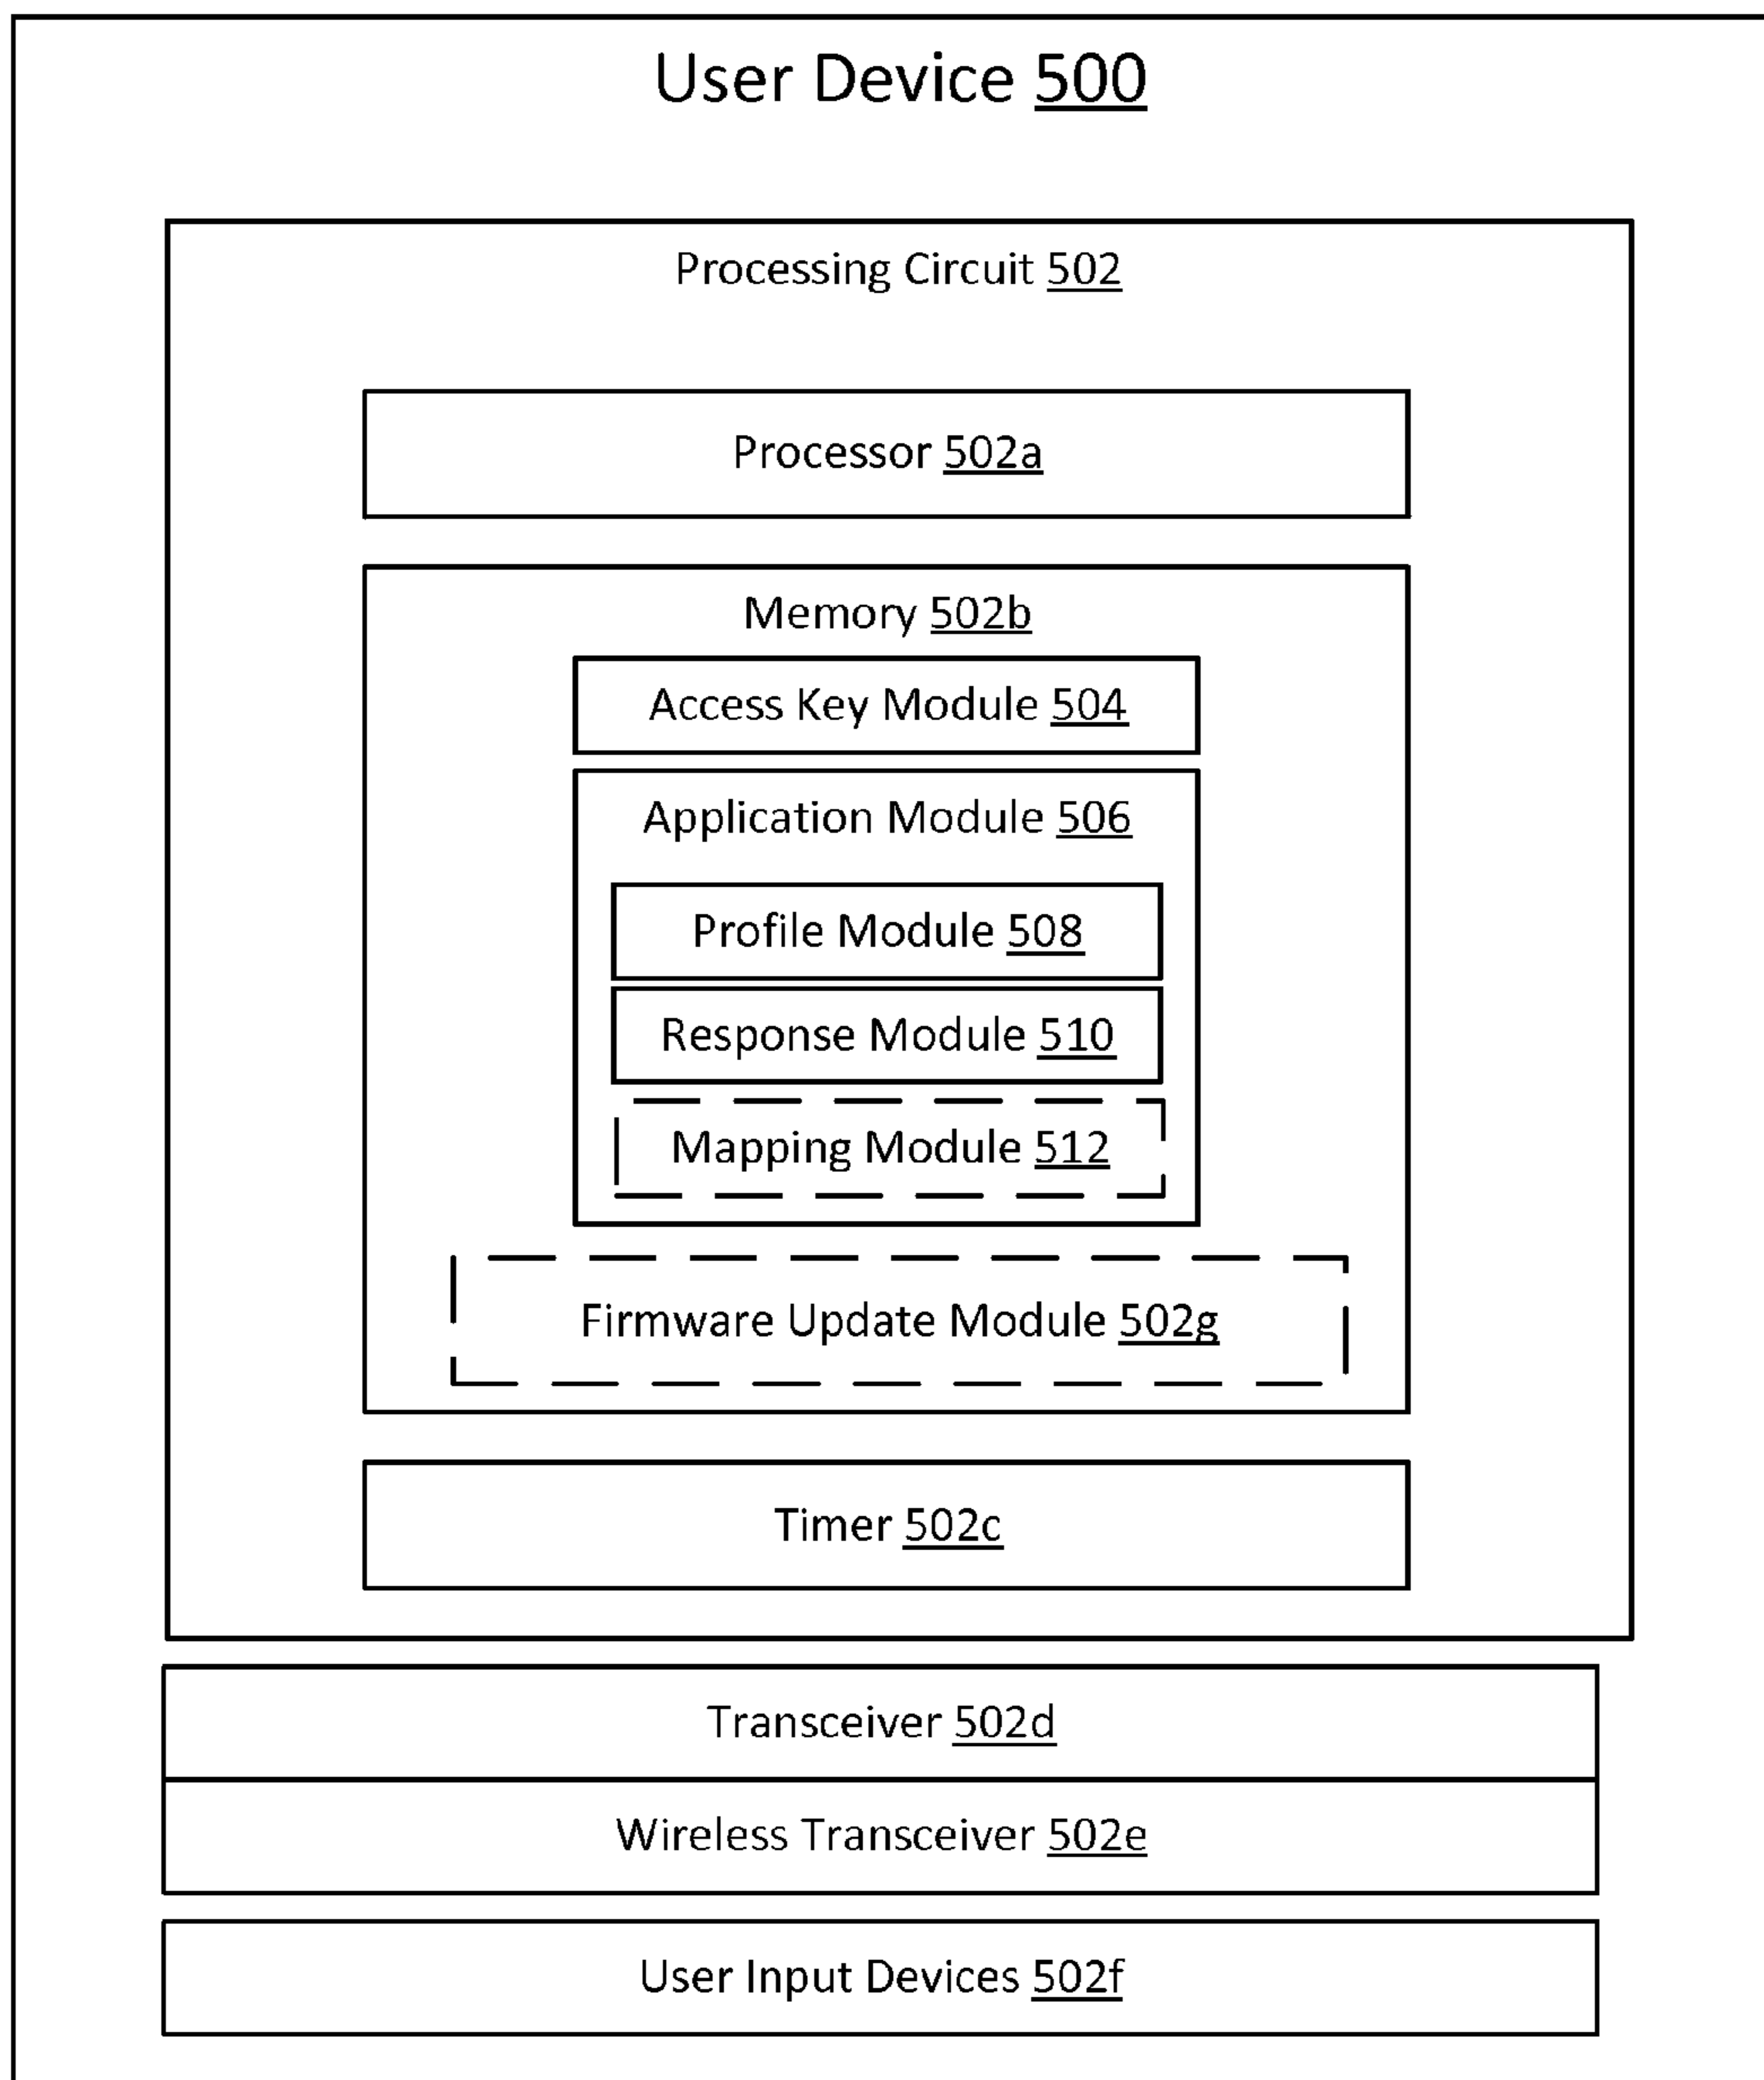 User Device 500
Processing Circuit 502
Processor 502a
Memory 502b
Access Key Module 504
Application Module 506
Profile Module 508
Response Module 510
Mapping Module 512
Firmware Update Module 502g
Timer 502c
Transceiver 502d
Wireless Transceiver 502e
User Input Devices 502f